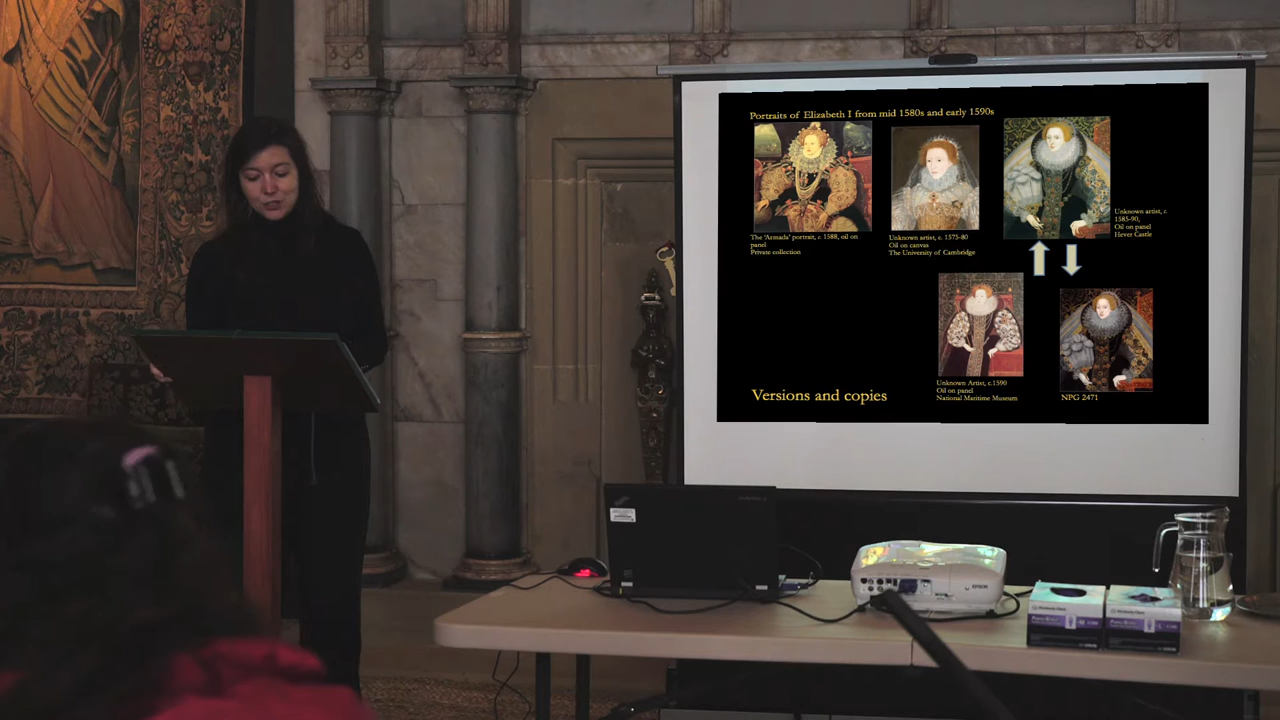 Portraits of Elizabeth I from mid 1580s and early 1590s
The 'Armada' portrait, c. 1588, oil on
panel
Private collection
Unknown artist, c. 1575-80
Oil on canvas
The University of Cambridge
Unknown artist, c.
1585-90,
Oil on panel
Hever Castle
Unknown Artist, c.1590
Oil on panel
National Maritime Museum
NPG 2471
Versions and copies
EPSON